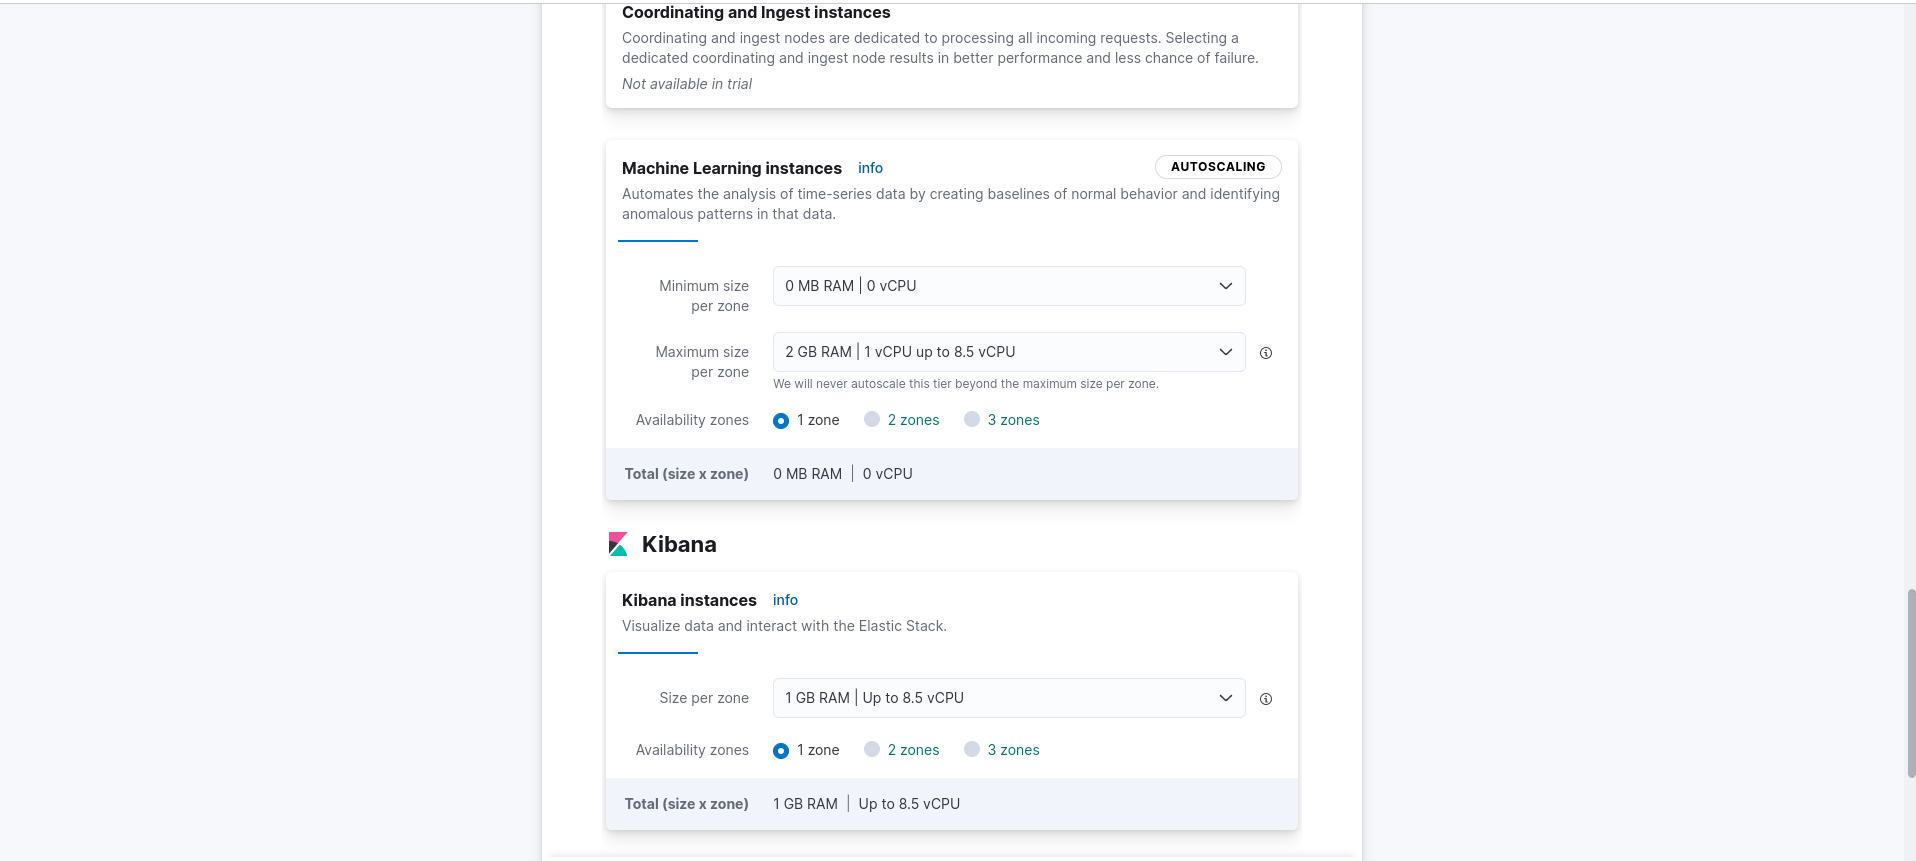 Coordinating and Ingest instances
Coordinating and ingest nodes are dedicated to processing all incoming requests. Selecting a
dedicated coordinating and ingest node results in better performance and less chance of failure.
Not available in trial
Machine Learning instances info AUTOSCALING
Automates the analysis of time-series data by creating baselines of normal behavior and identifying
anomalous patterns in that data.
Minimum size
per zone
0 MB RAM | 0 vCPU
Maximum size
per zone
2 GB RAM | 1 vCPU up to 8.5 vCPU
We will never autoscale this tier beyond the maximum size per zone.
Availability zones 1 zone 2 zones 3 zones
Total (size x zone) 0 MB RAM | 0 vCPU
Kibana
Kibana instances info
Visualize data and interact with the Elastic Stack.
Size per zone 1 GB RAM | Up to 8.5 vCPU
Availability zones 1 zone 2 zones 3 zones
Total (size x zone) 1 GB RAM | Up to 8.5 vCPU